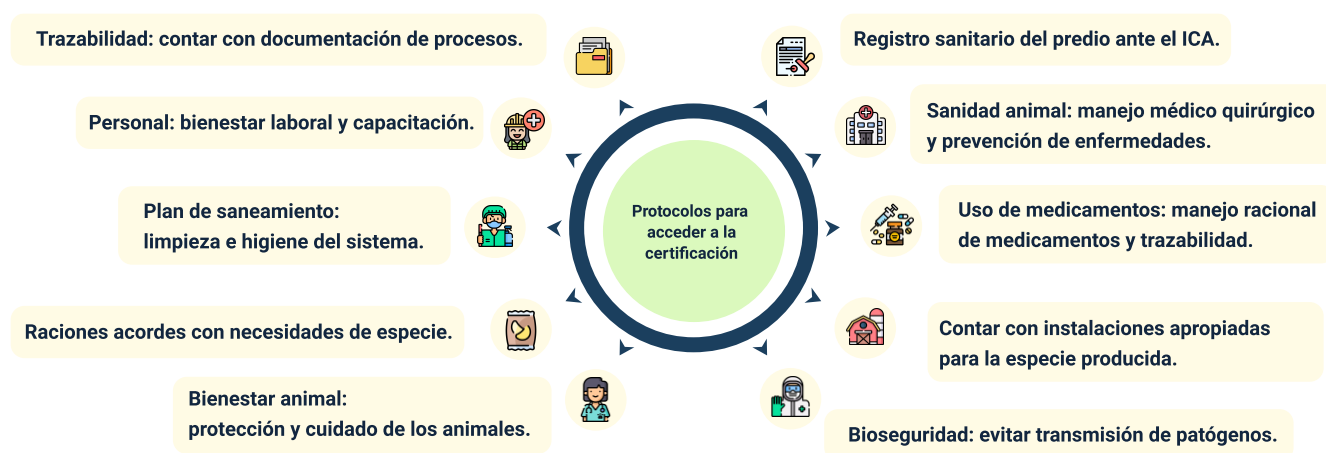 Trazabilidad: contar con documentación de procesos.
Personal: bienestar laboral y capacitación.
Plan de saneamiento:
limpieza e higiene del sistema.
Raciones acordes con necesidades de especie.
Bienestar animal:
protección y cuidado de los animales.
Protocolos para
acceder a la
certificación
Registro sanitario del predio ante el ICA.
Sanidad animal: manejo médico quirúrgico
y prevención de enfermedades.
Uso de medicamentos: manejo racional
de medicamentos y trazabilidad.
Contar con instalaciones apropiadas
para la especie producida.
Bioseguridad: evitar transmisión de patógenos.